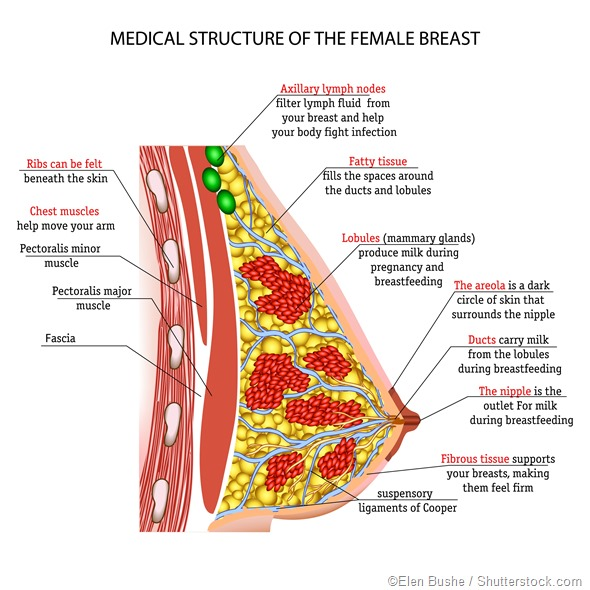 MEDICAL STRUCTURE OF THE FEMALE BREAST
Axillary lymph nodes
filter lymph fluid from
your breast and help
your body fight infection
Ribs can be felt
beneath the skin
Fatty tissue
fills the spaces around
the ducts and lobules
Chest muscles
help move your arm
Pectoralis minor
muscle
Lobules (mammary glands)
produce milk during
pregnancy and
breastfeeding
Pectoralis major
muscle
The areola is a dark
circle of skin that
surrounds the nipple
Fascia
Ducts carry milk
from the lobules
during breastfeeding
The nipple is the
outlet For milk
during breastfeeding
Fibrous tissue supports
your breasts, making
them feel firm
suspensory
ligaments of Cooper
©Elen Bushe / Shutterstock.com